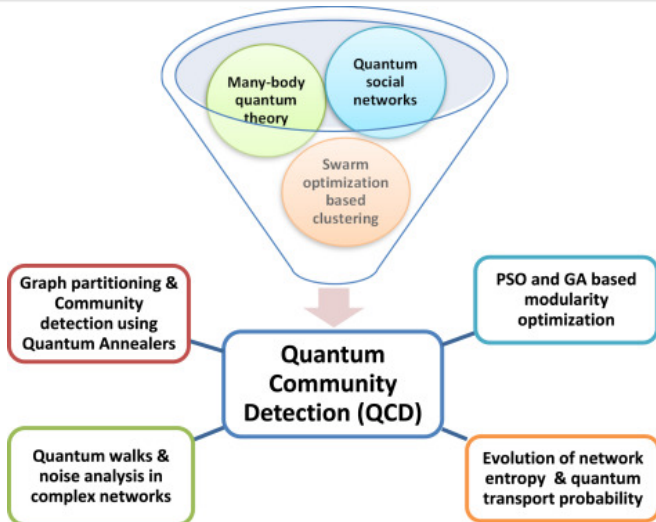 Many-body
quantum
theory
Quantum
social
networks
Swarm
optimization
based
clustering
Graph partitioning &
Community
detection using
Quantum Annealers
PSO and GA based
modularity
optimization
Quantum
Community
Detection (QCD)
Quantum walks &
noise analysis in
complex networks
Evolution of network
entropy & quantum
transport probability